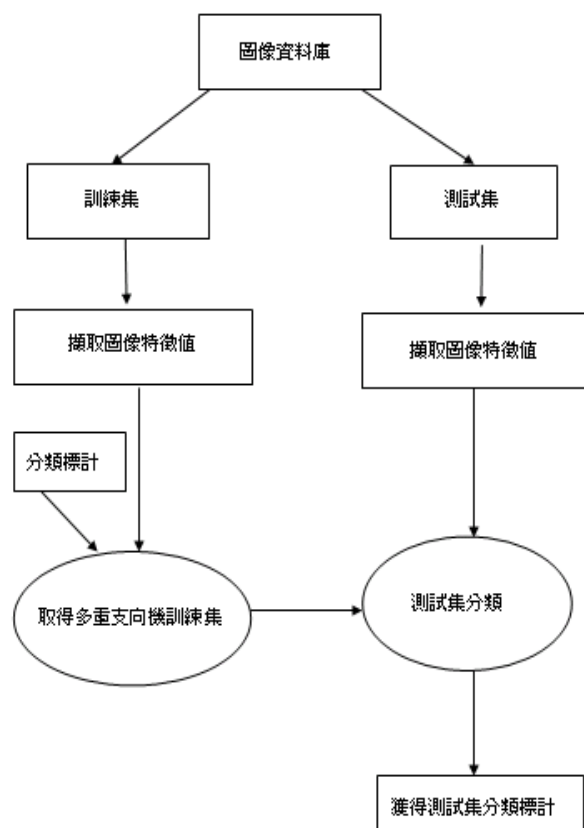 圖像資料庫
訓練集
測試集
擷取圖像特徵值
擷取圖像特徵值
分類標計
取得多重支向機訓練集
測試集分類
獲得測試集分類標計